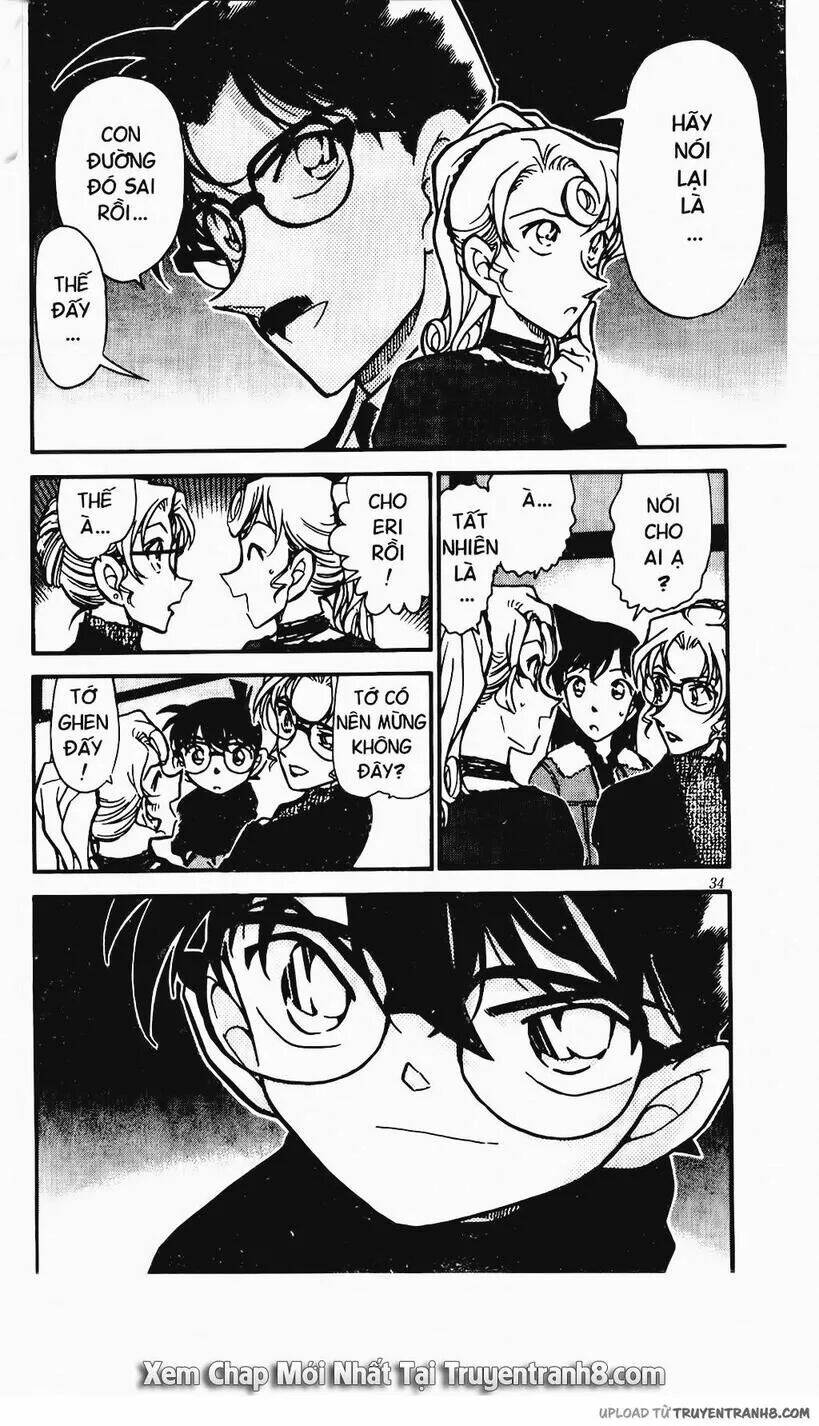 HÃY
NÓI
LẠI
LÀ
...
CON
ĐƯỜNG
ĐÓ SAI
RỒI...
THẾ
ĐẤY
...
NÓI
CHO
AI Ạ
?
À...
TẤT
NHIÊN
LÀ
...
CHO
ERI
RỒI
!
THẾ
À...
TỚ CÓ
NÊN MỪNG
KHÔNG
ĐÂY?
TỚ
GHEN
ĐẤY
!
34
Xem Chap Mới Nhất Tại Truyentranh8.com
UPLOAD TỪ TRUYENTRANH8.COM